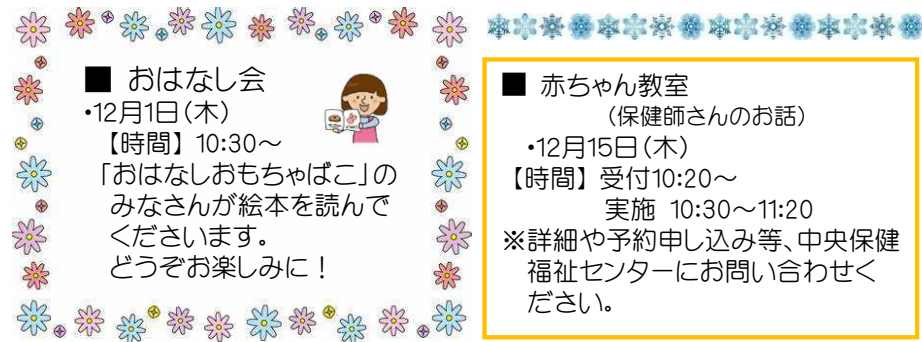 ■ おはなし会
・12月1日(木)
【時間】 10:30～
「おはなしおもちゃばこ」の
みなさんが絵本を読んで
くださいます。
どうぞお楽しみに！
■ 赤ちゃん教室
(保健師さんのお話)
・12月15日(木)
【時間】 受付10:20～
実施 10:30～11:20
※詳細や予約申し込み等、中央保健
福祉センターにお問い合わせく
ださい。